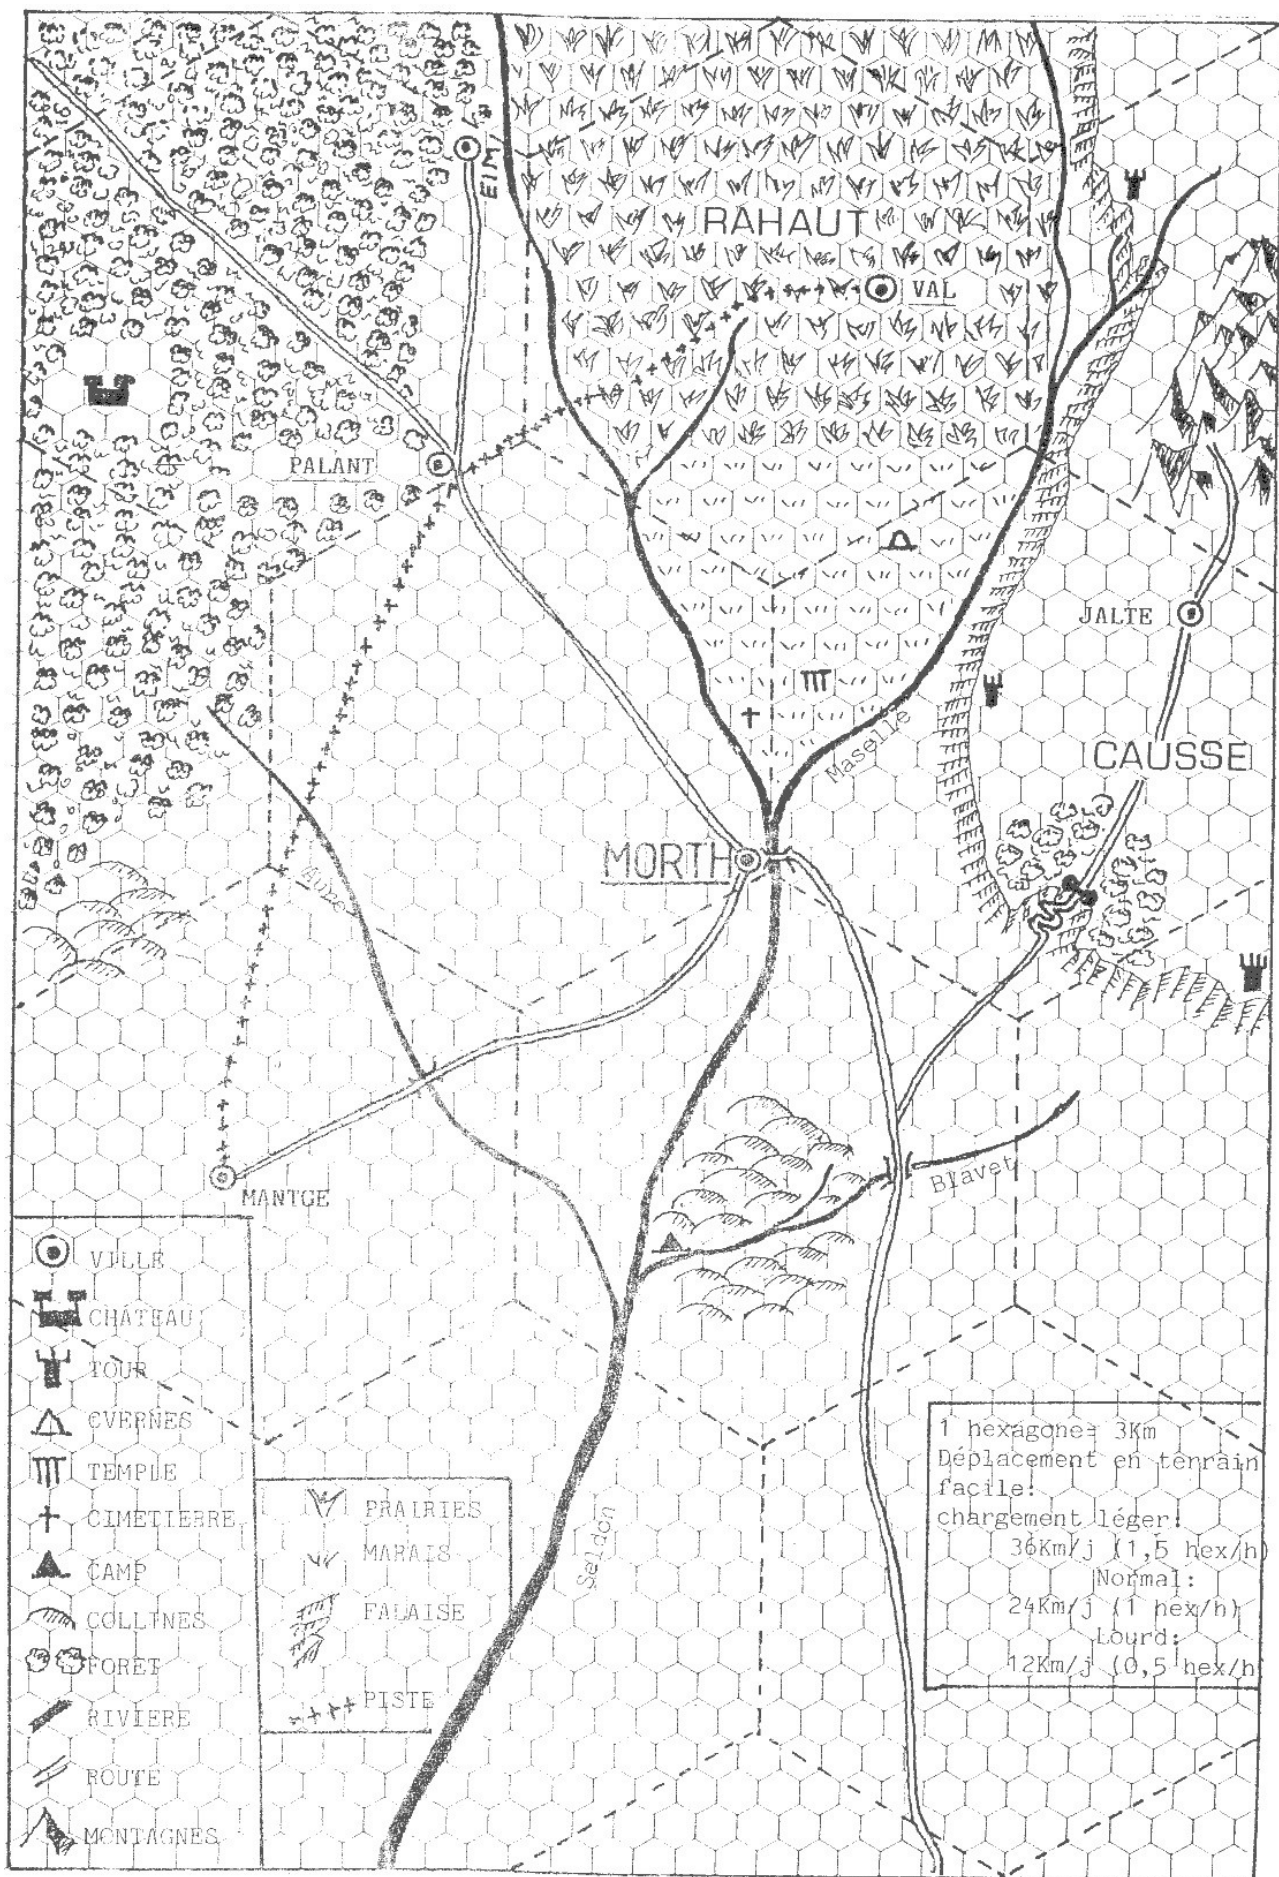 EIM
RAHAUT
VAL
PALANT
JALTE
Maselle
CAUSSE
MORTH
Aubet
Blavet
MANTGE
Seldon
VILLE
CHATEAU
TOUR
CVERNES
TEMPLE
CIMETIERRE
CAMP
COLLINES
FORET
RIVIERE
ROUTE
MONTAGNES
PRAIRIES
MARAIS
FALAISE
PISTE
1 hexagone= 3Km
Déplacement en terrain
facile:
chargement léger:
36Km/j (1,5 hex/h)
Normal:
24Km/j (1 hex/h)
Lourd:
12Km/j (0,5 hex/h